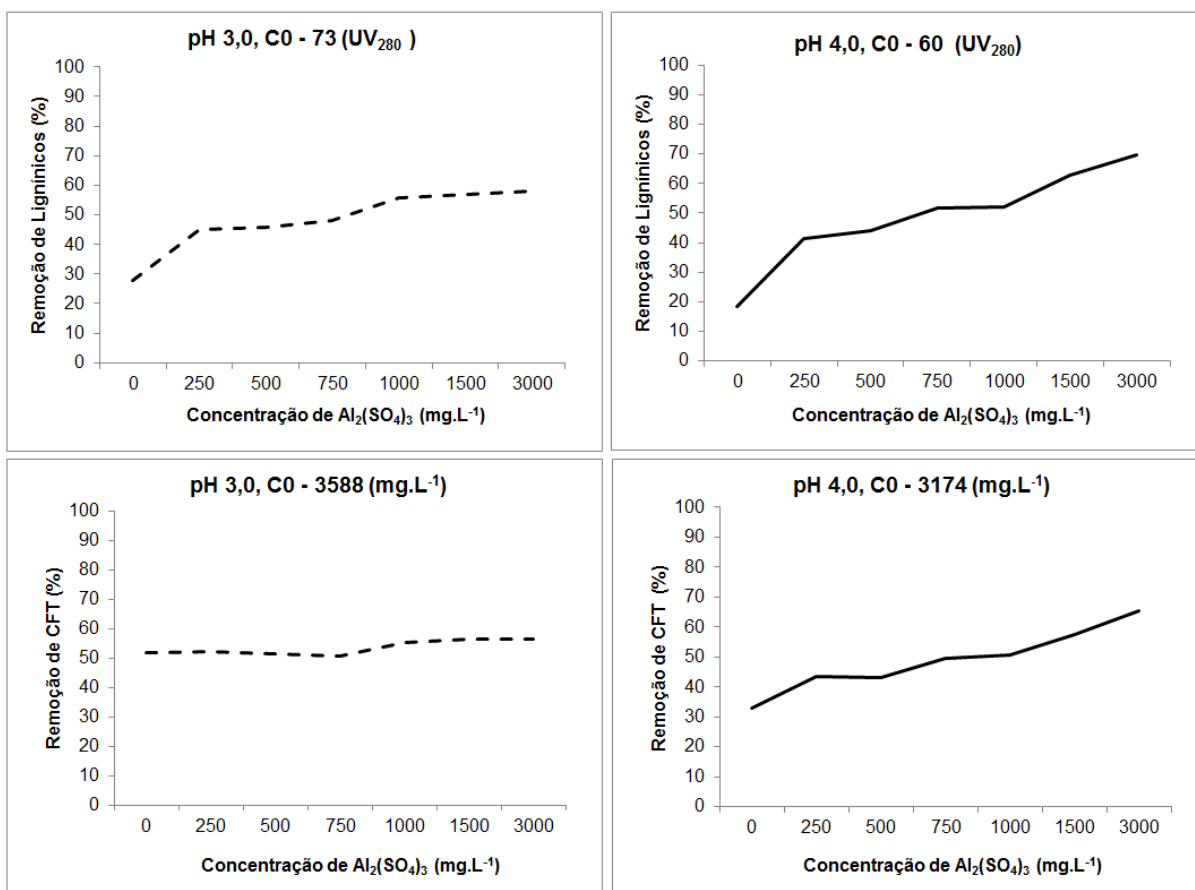 pH 3,0, C0 - 73 (UV₂₈₀ )
Remoção de Lignínicos (%)
100
90
80
70
60
50
40
30
20
10
0
0 250 500 750 1000 1500 3000
Concentração de Al₂(SO₄)₃ (mg.L⁻¹)
pH 4,0, C0 - 60 (UV₂₈₀)
Remoção de Lignínicos (%)
100
90
80
70
60
50
40
30
20
10
0
0 250 500 750 1000 1500 3000
Concentração de Al₂(SO₄)₃ (mg.L⁻¹)
pH 3,0, C0 - 3588 (mg.L⁻¹)
Remoção de CFT (%)
100
90
80
70
60
50
40
30
20
10
0
0 250 500 750 1000 1500 3000
Concentração de Al₂(SO₄)₃ (mg.L⁻¹)
pH 4,0, C0 - 3174 (mg.L⁻¹)
Remoção de CFT (%)
100
90
80
70
60
50
40
30
20
10
0
0 250 500 750 1000 1500 3000
Concentração de Al₂(SO₄)₃ (mg.L⁻¹)